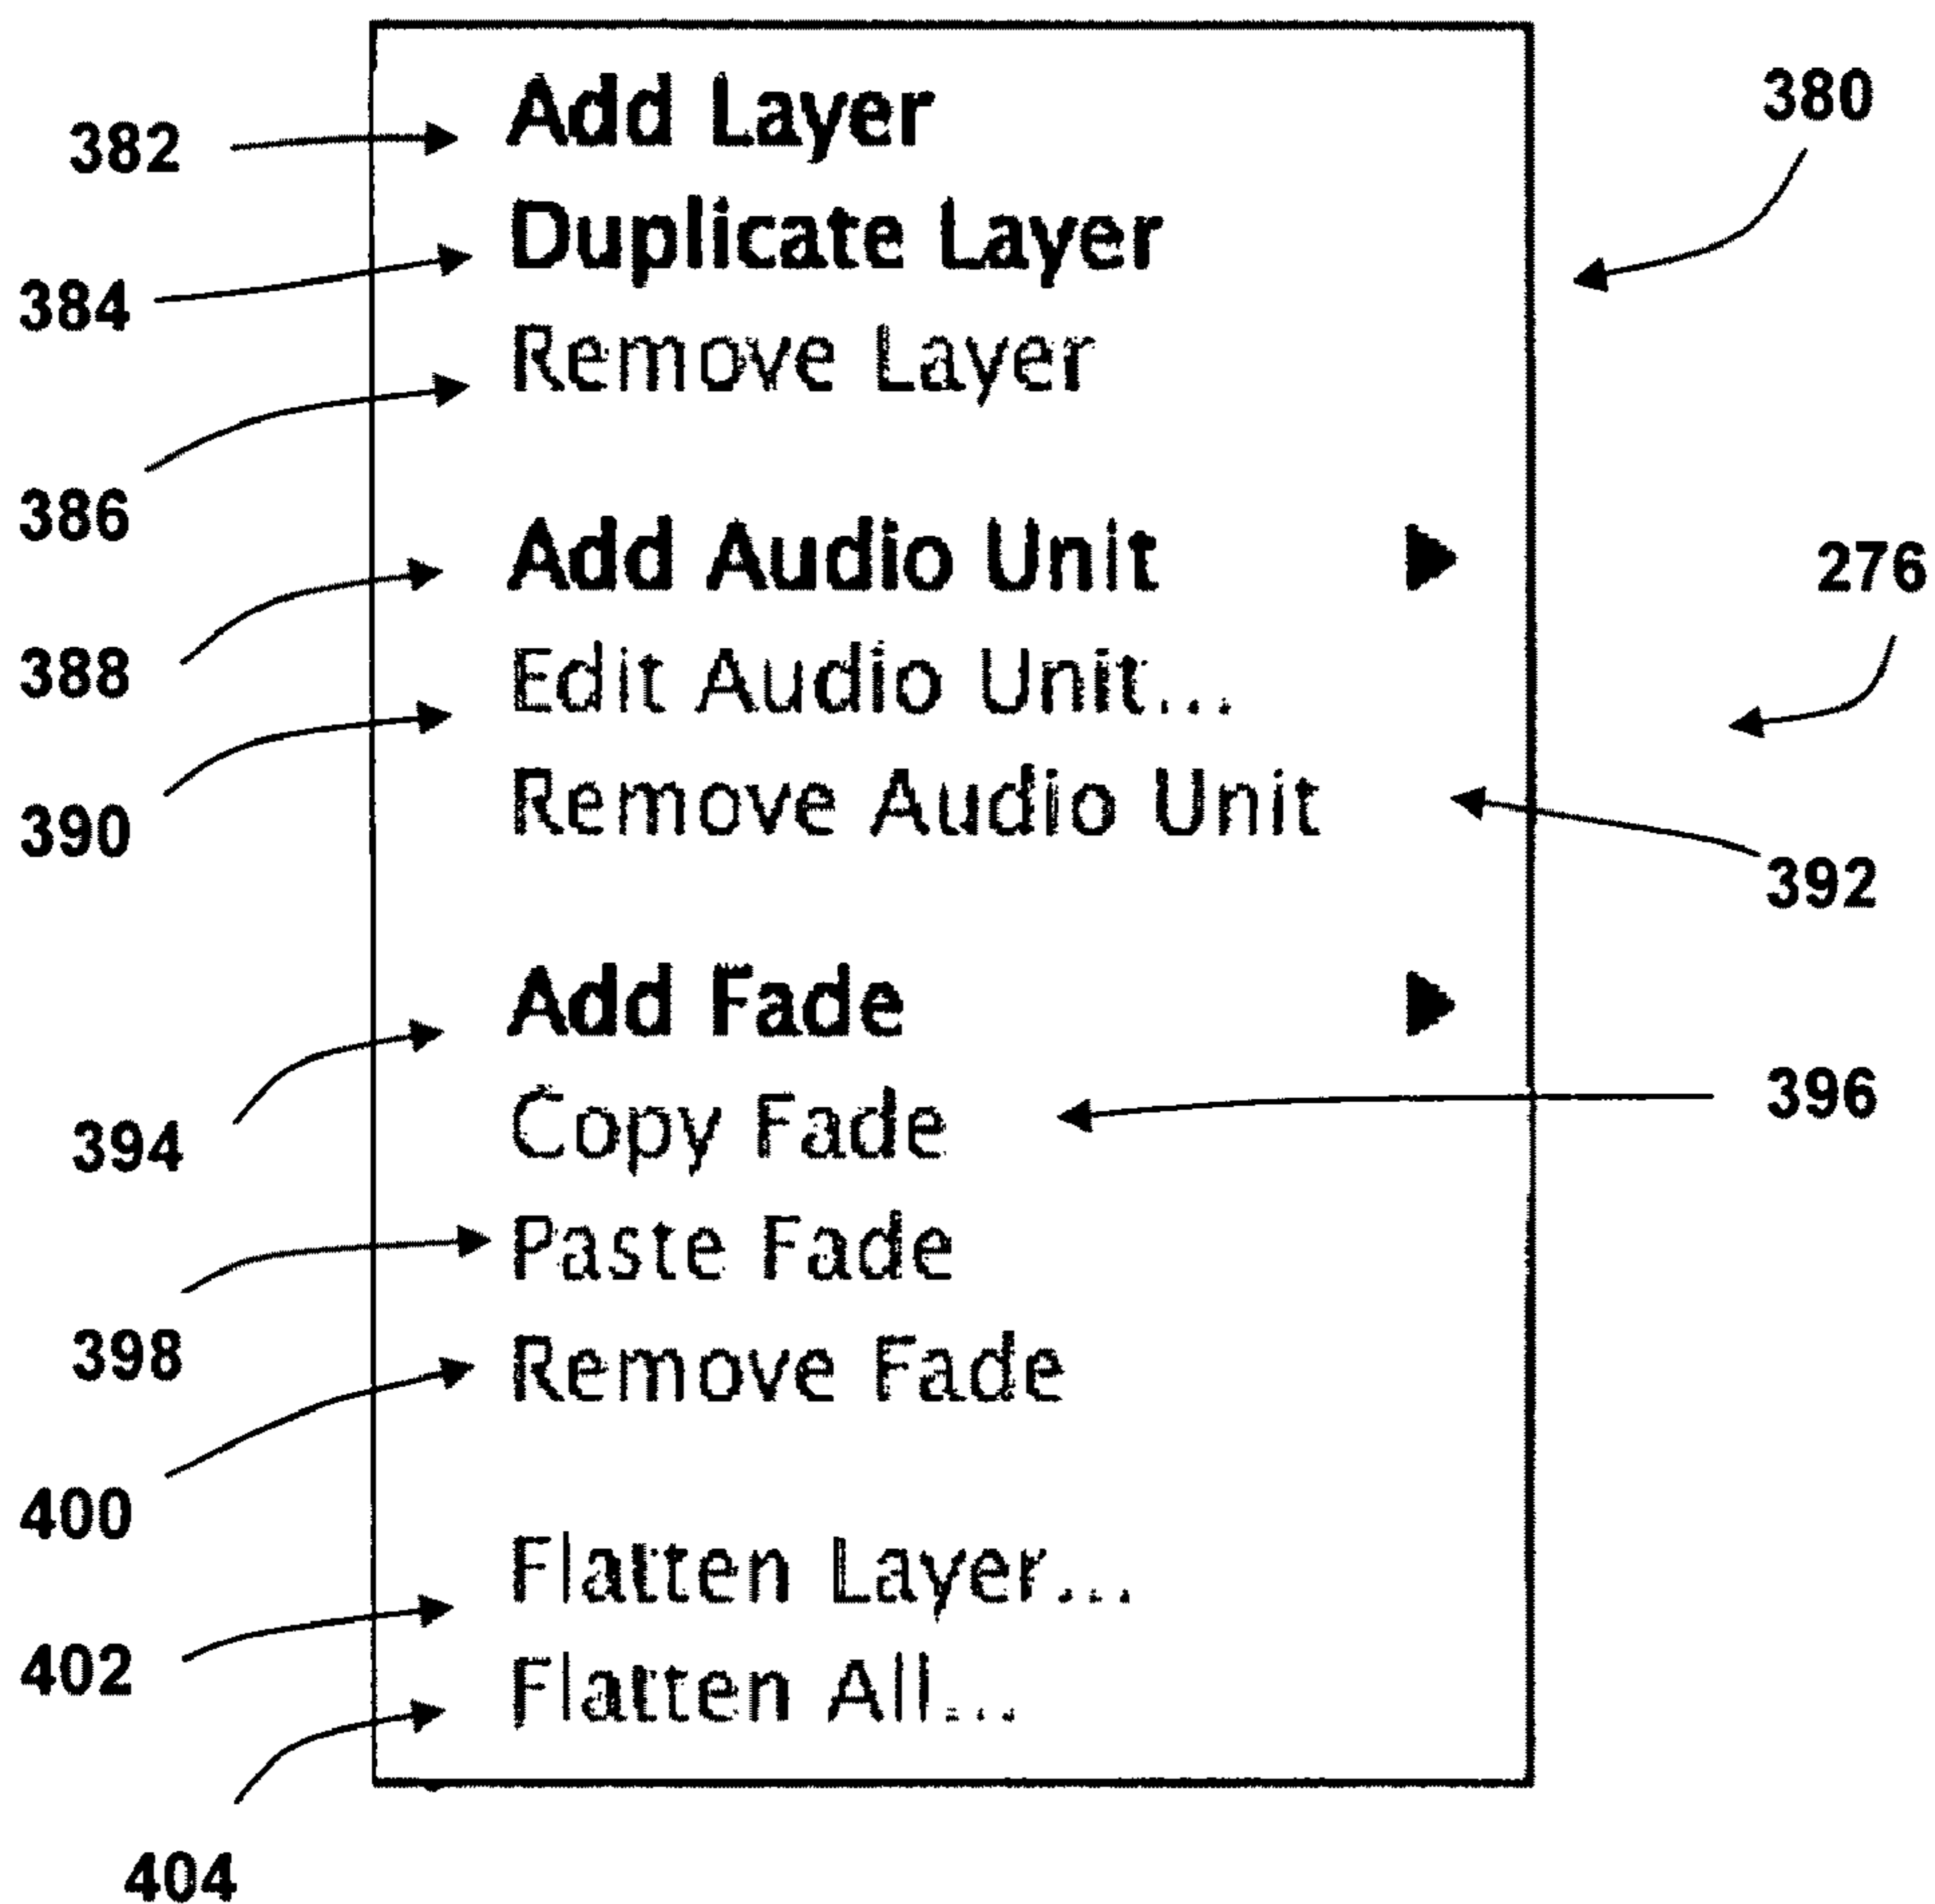 Add Layer
380
382
Duplicate Layer
384
Remove Layer
386
Add Audio Unit
276
388
Edit Audio Unit...
390
Remove Audio Unit
392
Add Fade
394
Copy Fade
396
Paste Fade
398
Remove Fade
400
Flatten Layer...
402
Flatten All...
404